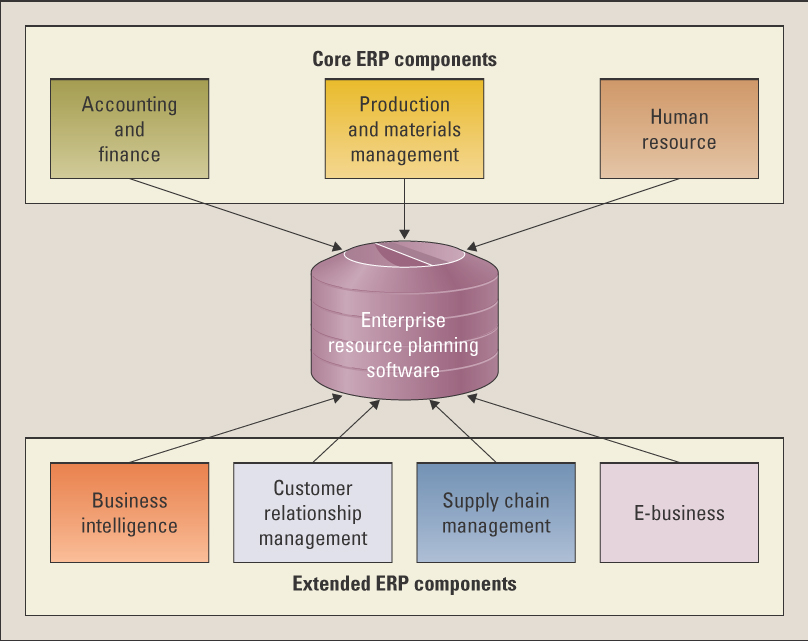 Core ERP components
Accounting
and
finance
Production
and materials
management
Human
resource
Enterprise
resource planning
software
Business
intelligence
Customer
relationship
management
Supply chain
management
E-business
Extended ERP components